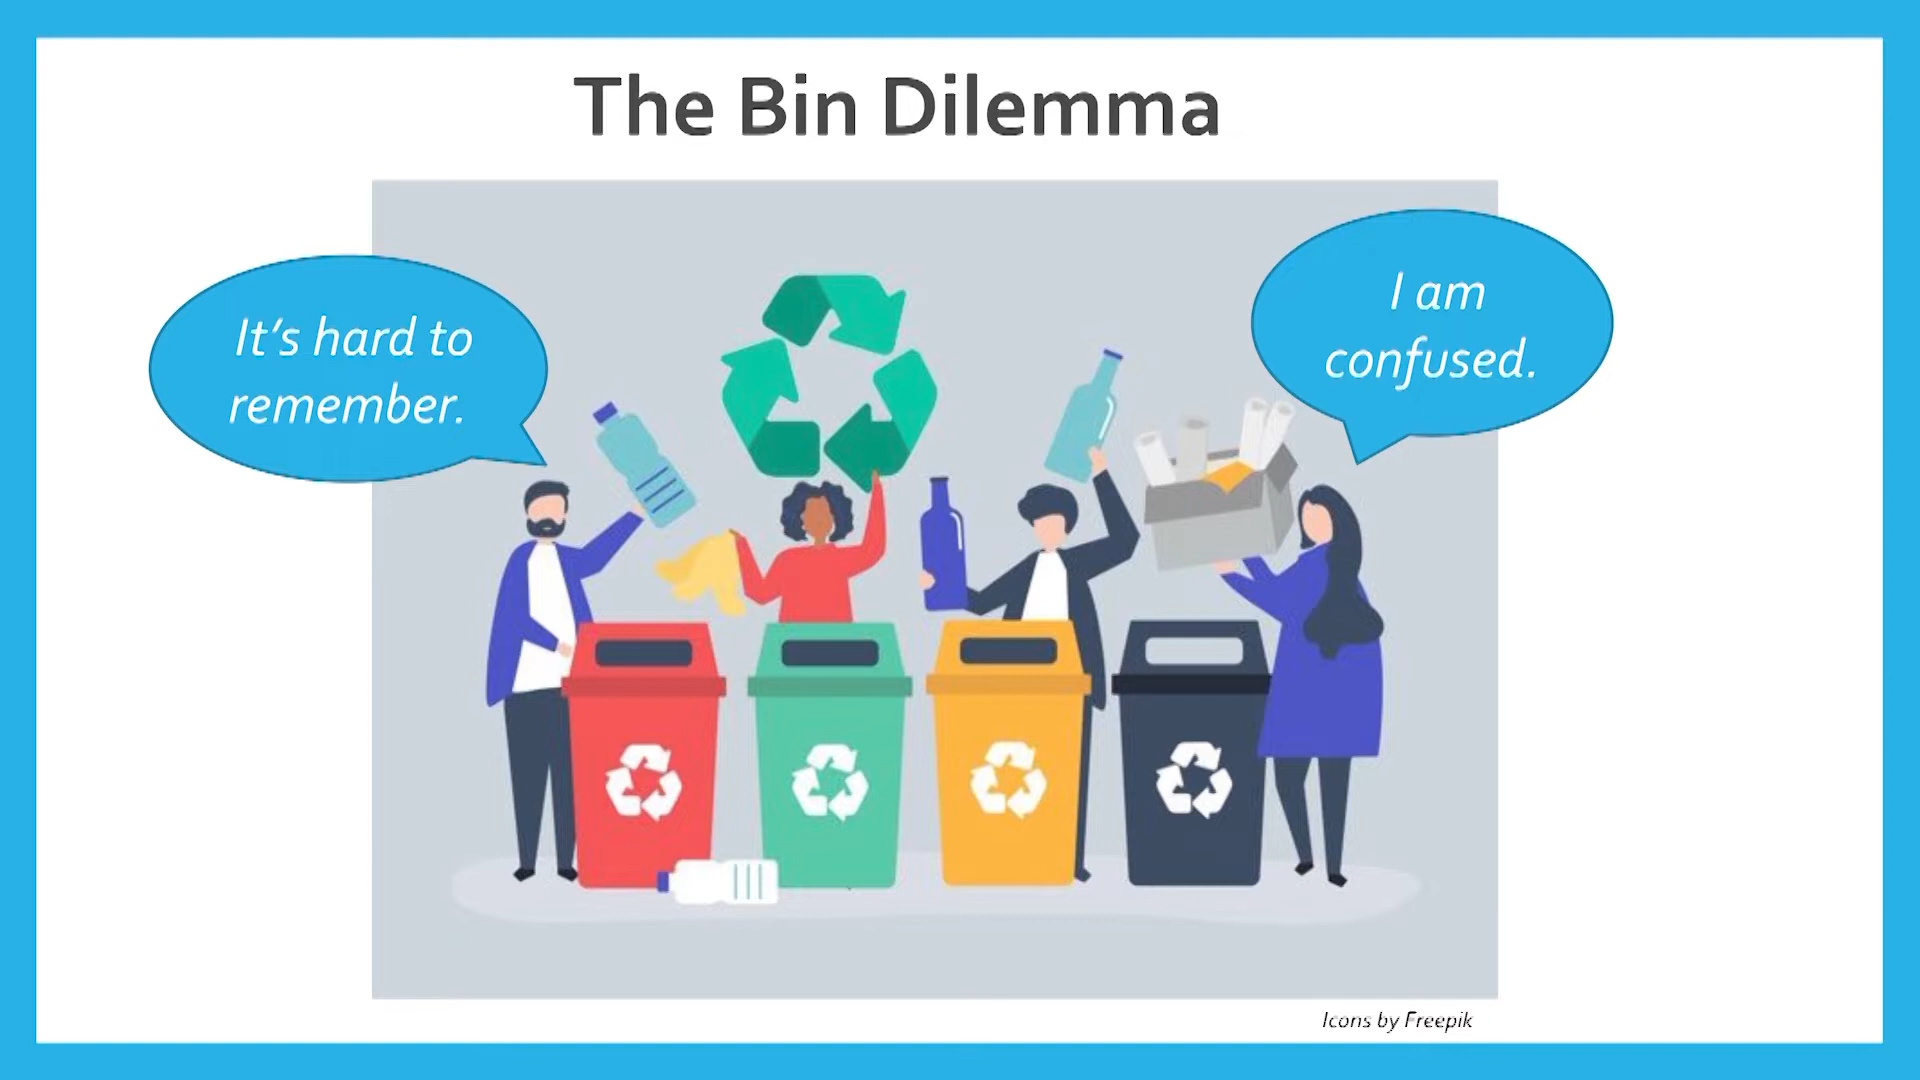 The Bin Dilemma
It's hard to
remember.
I am
confused.
Icons by Freepik